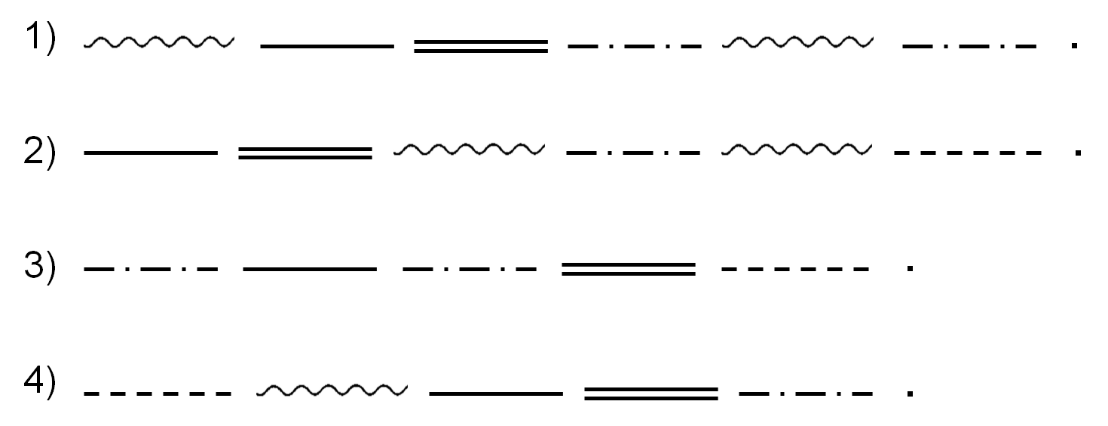 1) .
2) .
3) .
4) .